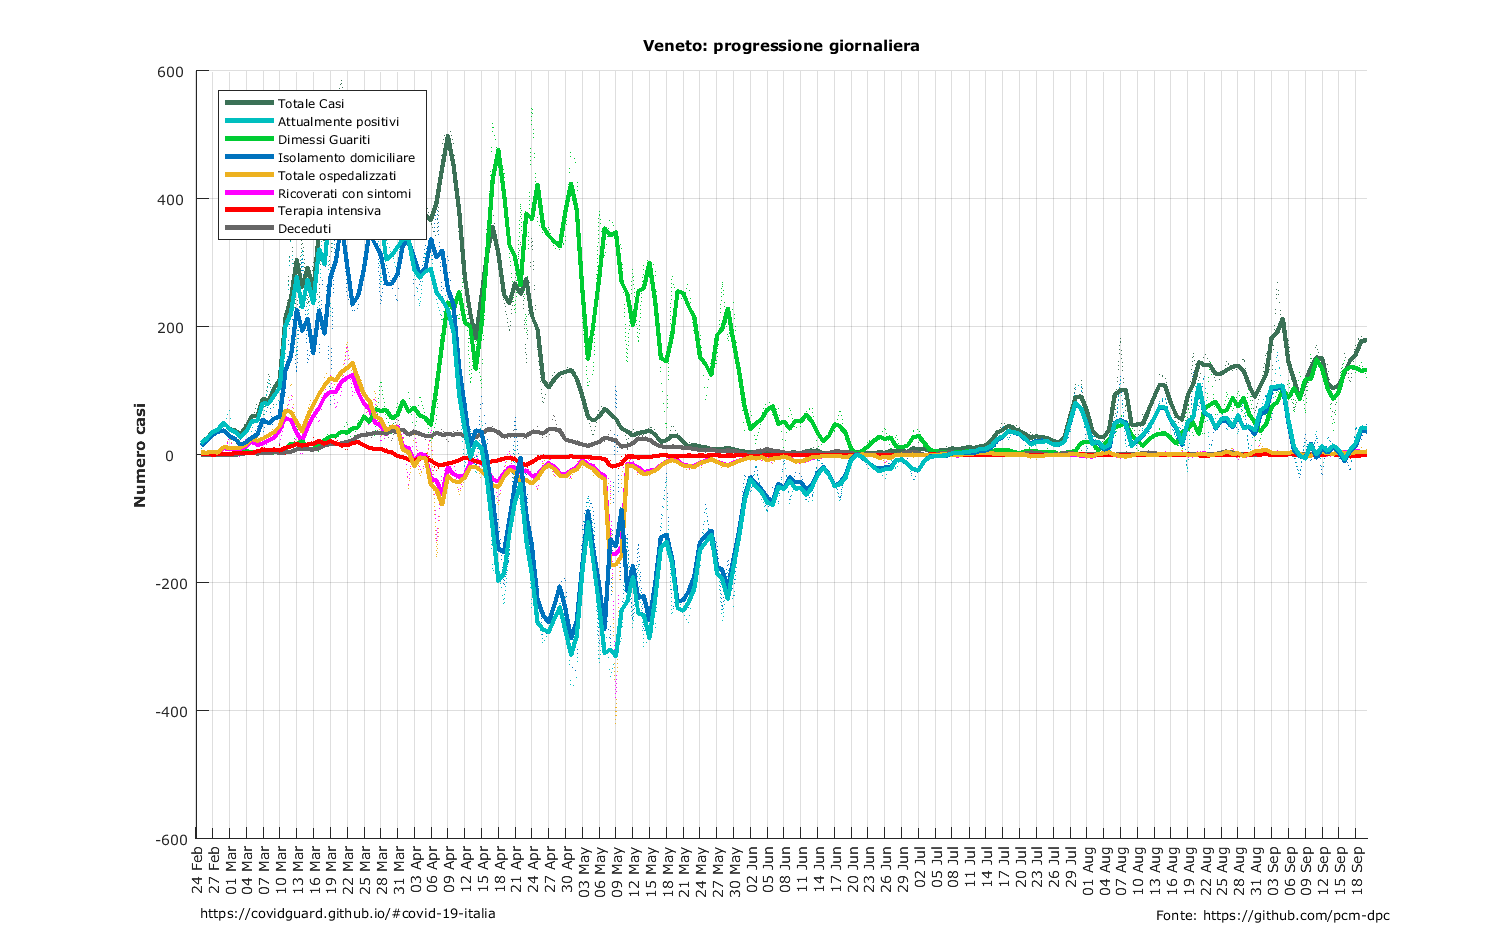 Veneto: progressione giornaliera
600
400
200
0
-200
-400
-600
Numero casi
Totale Casi
Attualmente positivi
Dimessi Guariti
Isolamento domiciliare
Totale ospedalizzati
Ricoverati con sintomi
Terapia intensiva
Deceduti
24 Feb
27 Feb
01 Mar
04 Mar
07 Mar
10 Mar
13 Mar
16 Mar
19 Mar
22 Mar
25 Mar
28 Mar
31 Mar
03 Apr
06 Apr
09 Apr
12 Apr
15 Apr
18 Apr
21 Apr
24 Apr
27 Apr
30 Apr
03 May
06 May
09 May
12 May
15 May
18 May
21 May
24 May
27 May
30 May
02 Jun
05 Jun
08 Jun
11 Jun
14 Jun
17 Jun
20 Jun
23 Jun
26 Jun
29 Jun
02 Jul
05 Jul
08 Jul
11 Jul
14 Jul
17 Jul
20 Jul
23 Jul
26 Jul
29 Jul
01 Aug
04 Aug
07 Aug
10 Aug
13 Aug
16 Aug
19 Aug
22 Aug
25 Aug
28 Aug
31 Aug
03 Sep
06 Sep
09 Sep
12 Sep
15 Sep
18 Sep
https://covidguard.github.io/#covid-19-italia
Fonte: https://github.com/pcm-dpc